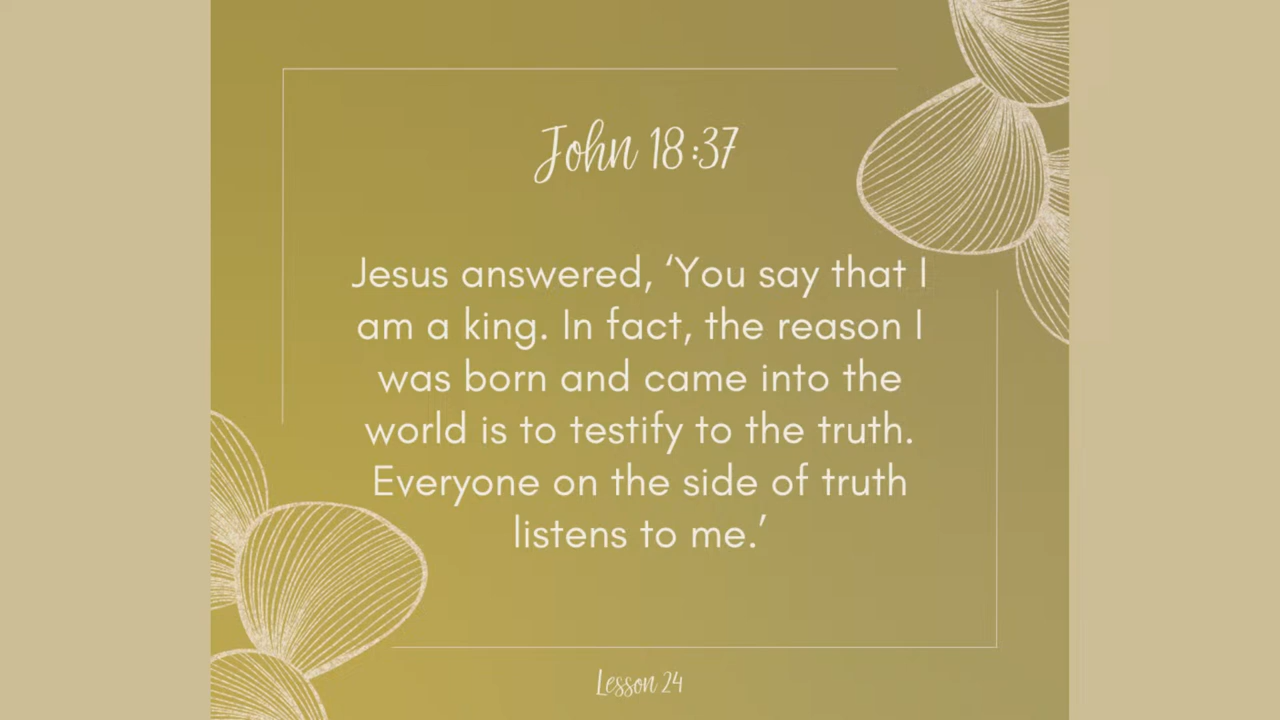 John 18:37
Jesus answered, ‘You say that I
am a king. In fact, the reason I
was born and came into the
world is to testify to the truth.
Everyone on the side of truth
listens to me.’
Lesson 24